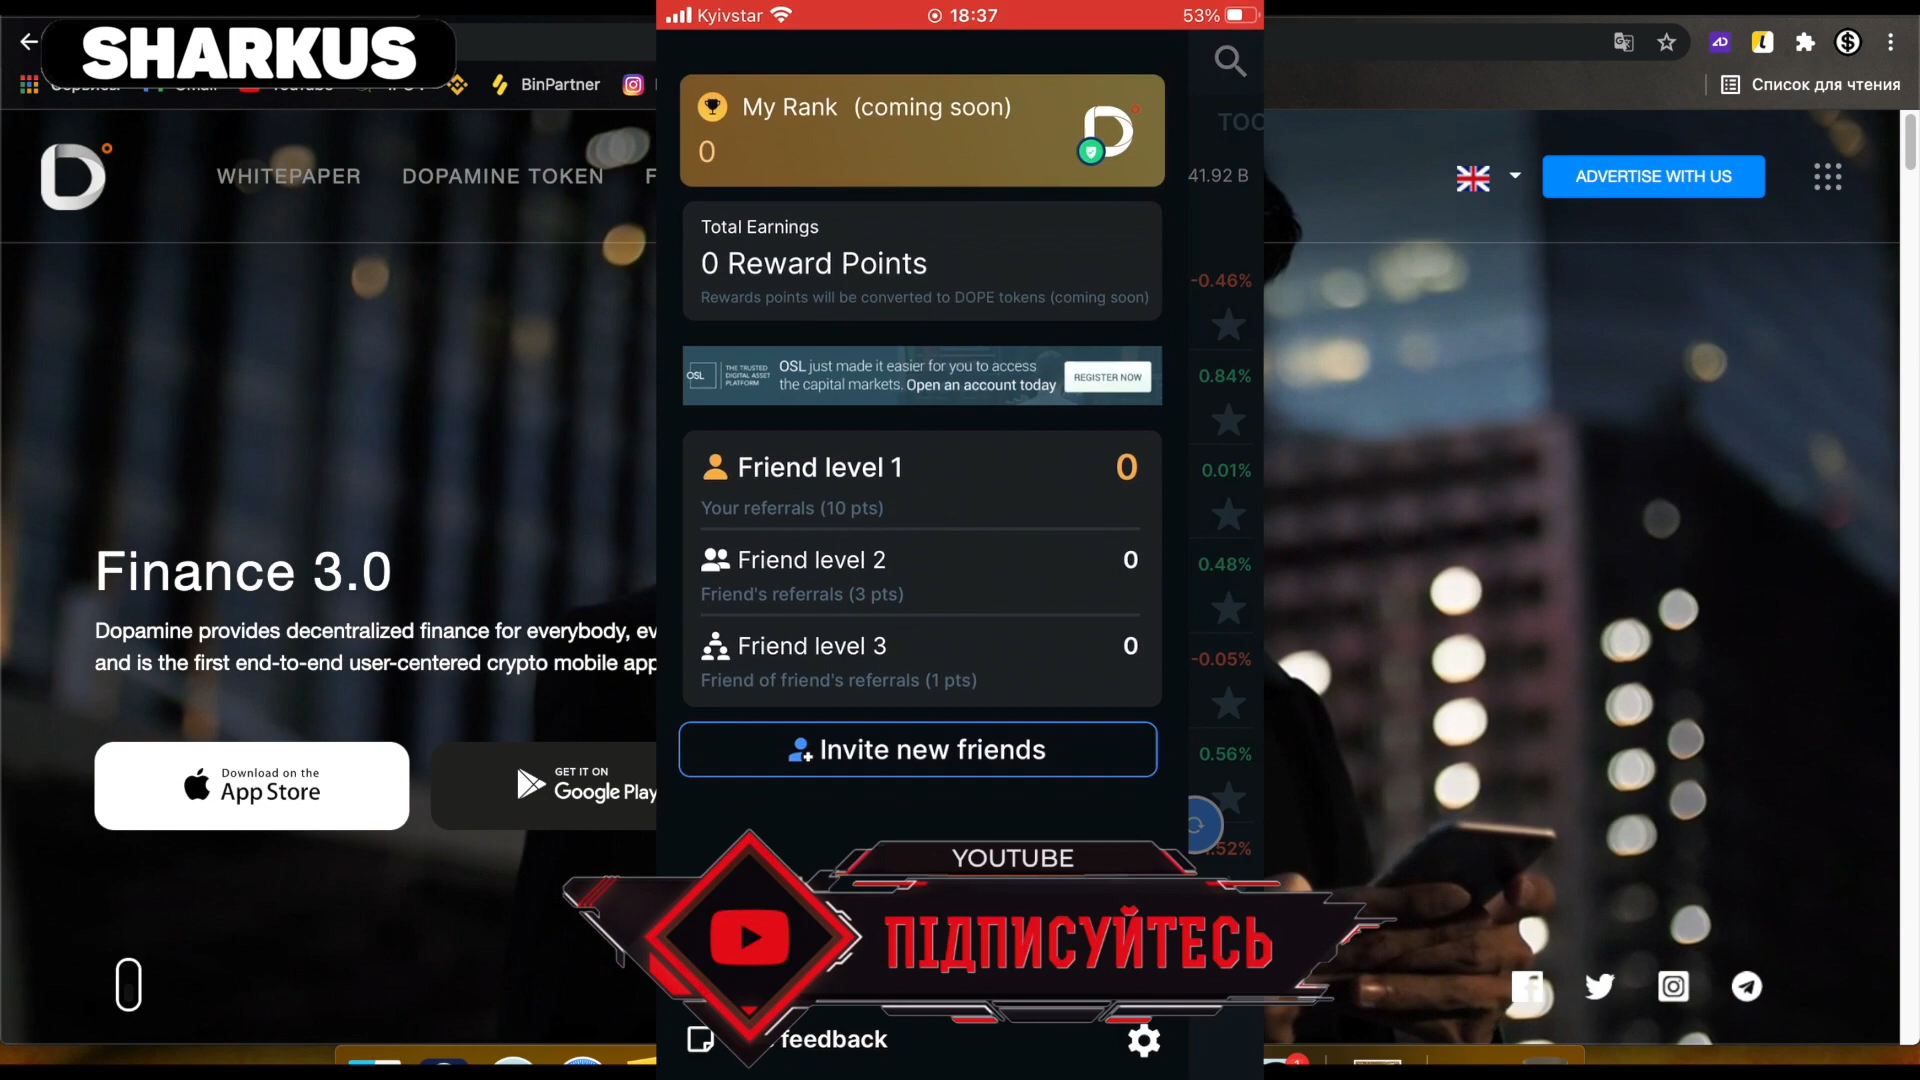 SHARKUS
BinPartner
Список для чтения
WHITEPAPER
DOPAMINE TOKEN
ADVERTISE WITH US
Finance 3.0
Dopamine provides decentralized finance for everybody,
and is the first end-to-end user-centered crypto mobile app
Download on the
App Store
GET IT ON
Google Play
Kyivstar
18:37
53%
My Rank (coming soon)
0
Total Earnings
0 Reward Points
Rewards points will be converted to DOPE tokens (coming soon)
OSL
THE TRUSTED
DIGITAL ASSET
PLATFORM
OSL just made it easier for you to access
the capital markets. Open an account today
REGISTER NOW
Friend level 1
0
Your referrals (10 pts)
Friend level 2
0
Friend's referrals (3 pts)
Friend level 3
0
Friend of friend's referrals (1 pts)
Invite new friends
feedback
41.92 B
-0.46%
0.84%
0.01%
0.48%
-0.05%
0.56%
YOUTUBE
ПІДПИСУЙТЕСЬ